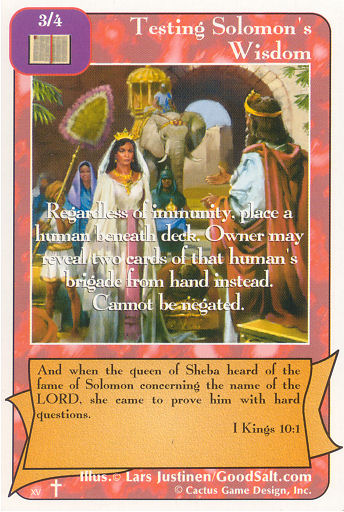 3/4
Testing Solomon's
Wisdom
Regardless of immunity, place a
human beneath deck. Owner may
reveal two cards of that human's
brigade from hand instead.
Cannot be negated.
And when the queen of Sheba heard of the
fame of Solomon concerning the name of the
LORD, she came to prove him with hard
questions.
I Kings 10:1
Illus.© Lars Justinen/GoodSalt.com
XV © Cactus Game Design, Inc.